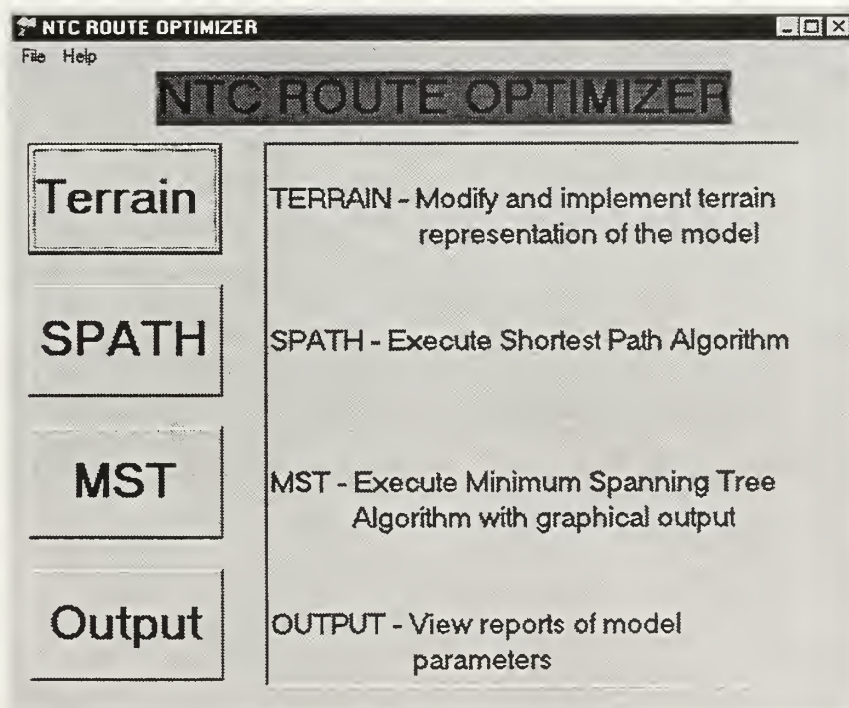 NTC ROUTE OPTIMIZER
File Help
NTC ROUTE OPTIMIZER
Terrain
TERRAIN - Modify and implement terrain
representation of the model
SPATH
SPATH - Execute Shortest Path Algorithm
MST
MST - Execute Minimum Spanning Tree
Algorithm with graphical output
Output
OUTPUT - View reports of model
parameters